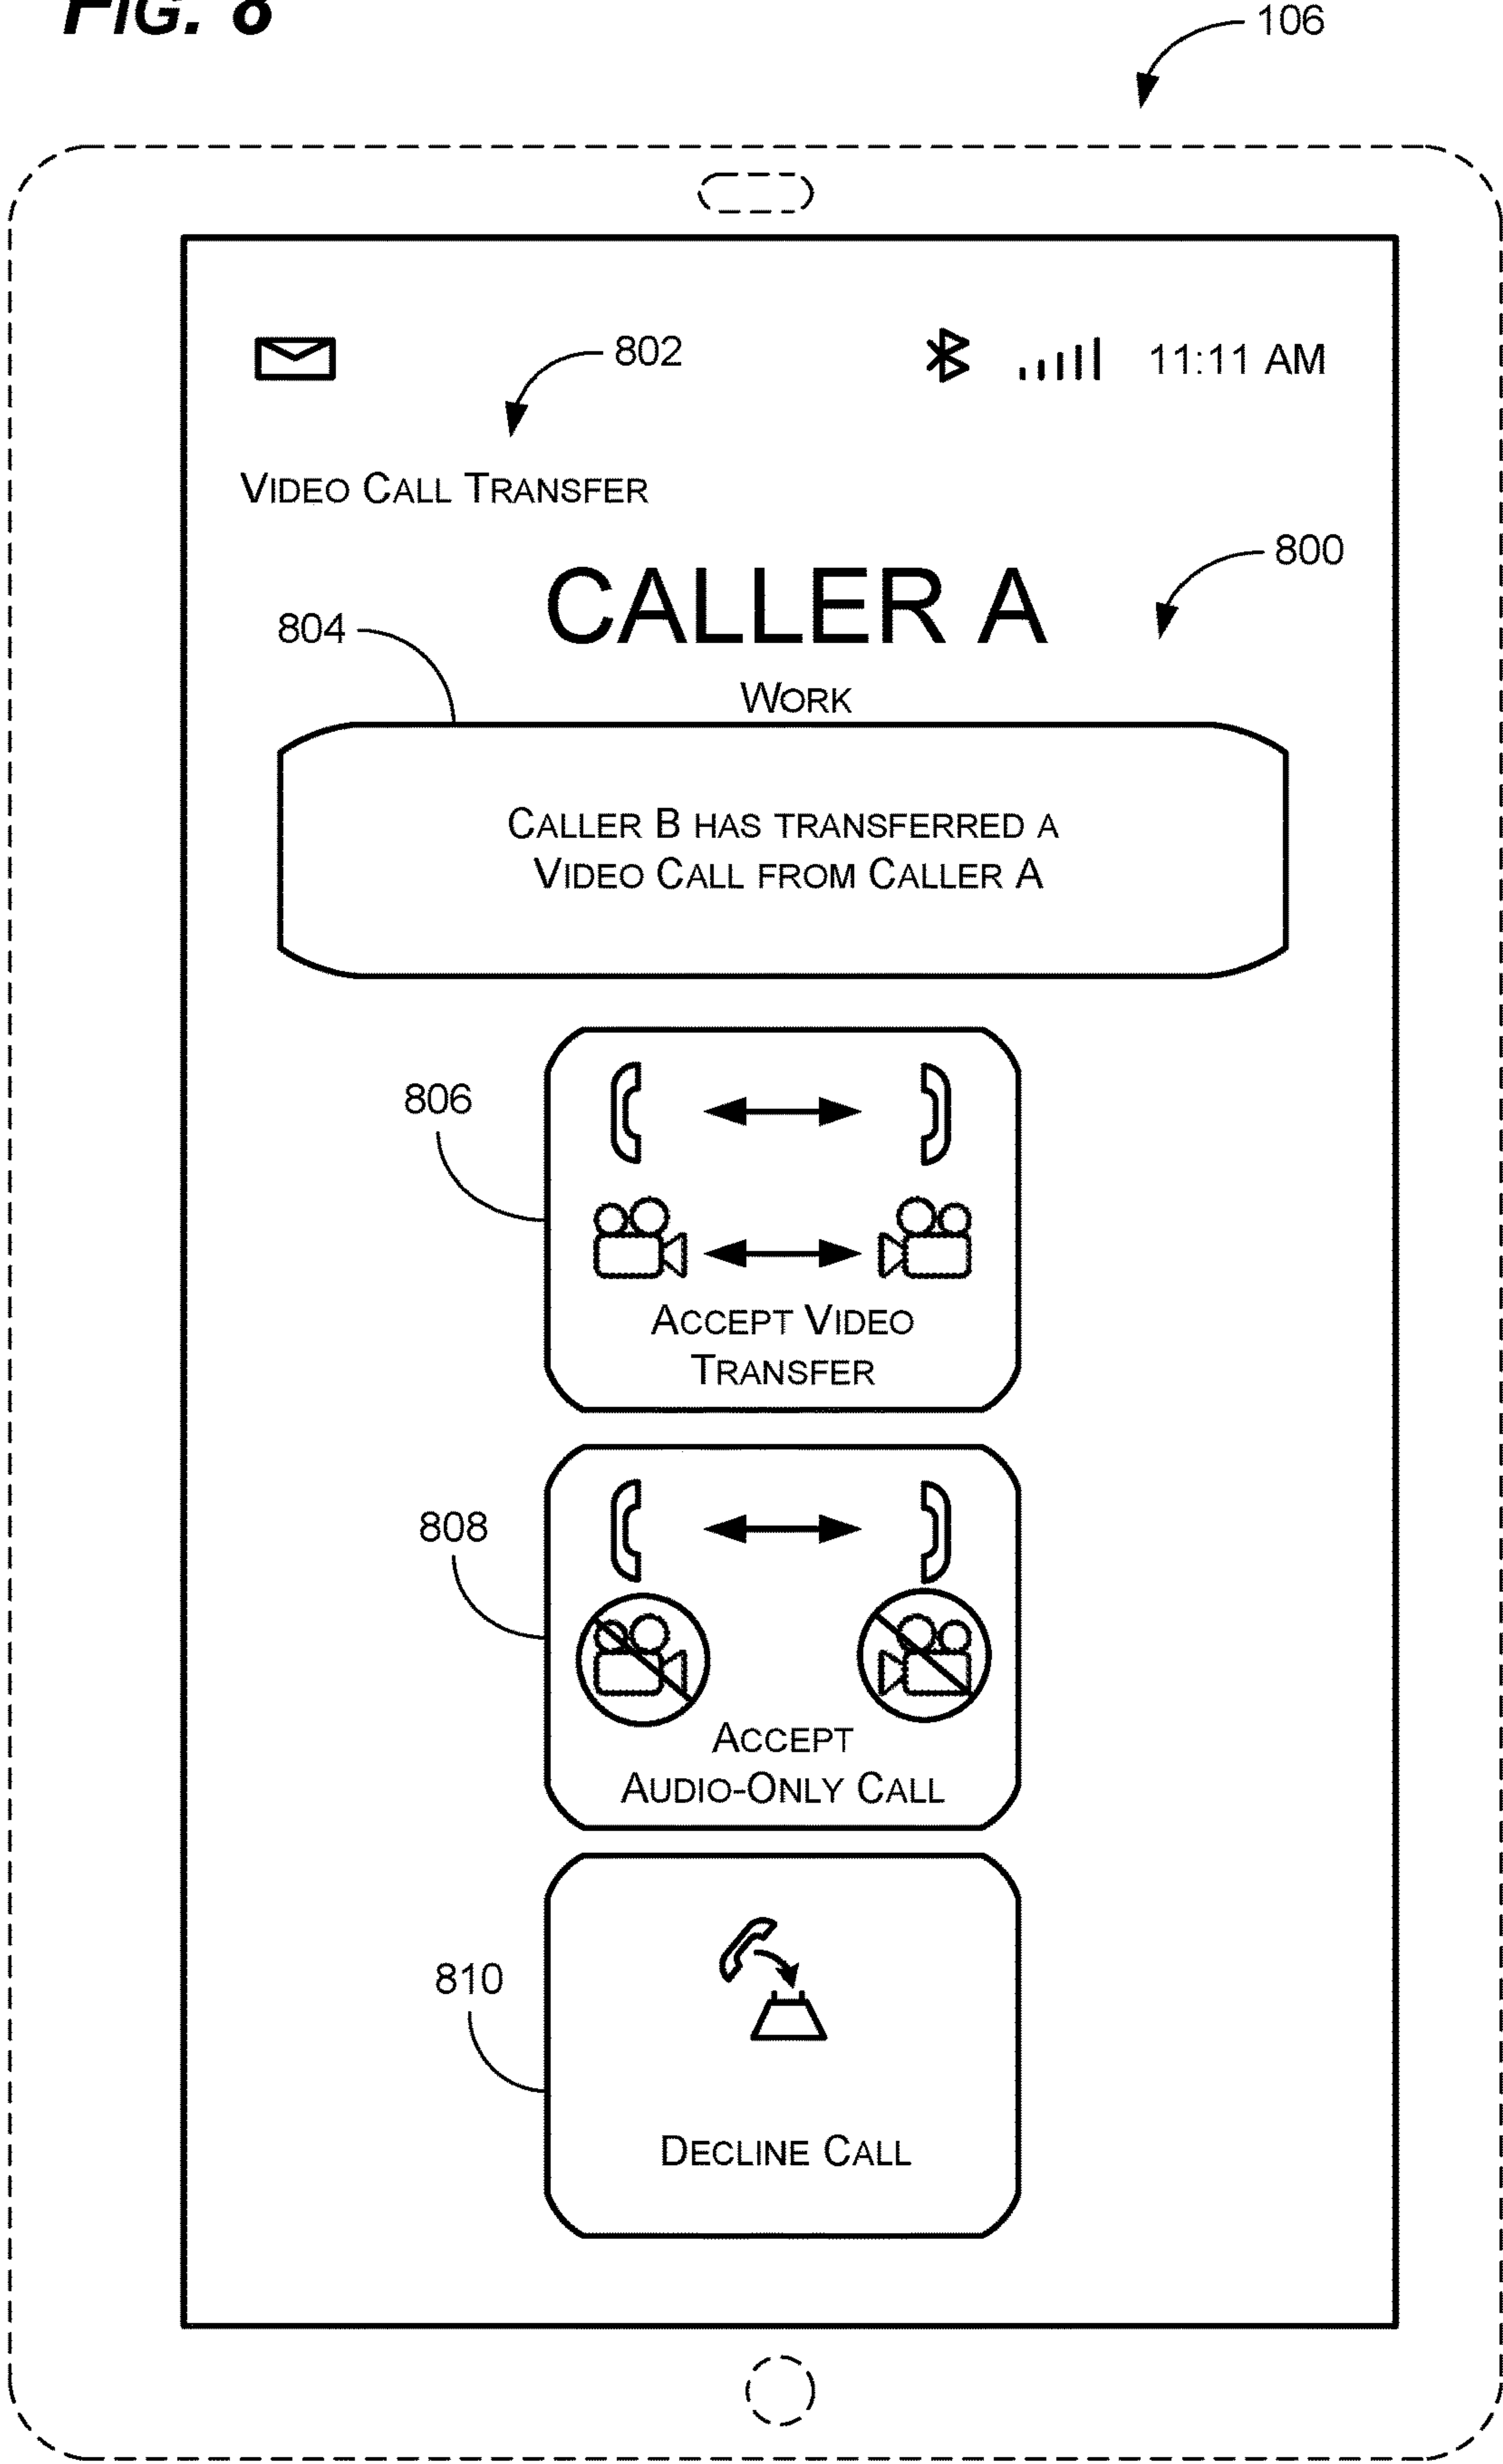 FIG. 8
106
802
11:11 AM
VIDEO CALL TRANSFER
800
CALLER A
804
WORK
CALLER B HAS TRANSFERRED A
VIDEO CALL FROM CALLER A
806
ACCEPT VIDEO
TRANSFER
808
ACCEPT
AUDIO-ONLY CALL
810
DECLINE CALL